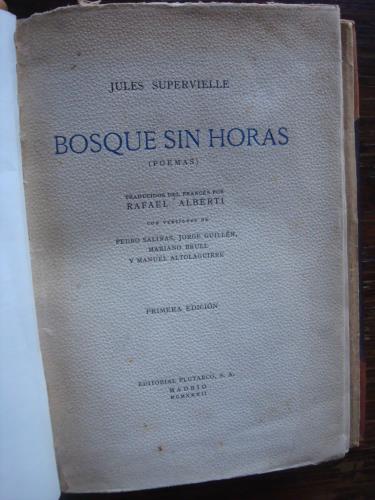 JULES SUPERVIELLE
BOSQUE SIN HORAS
(POEMAS)
TRADUCIDOS DEL FRANCÉS POR
RAFAEL ALBERTI
CON VERSIONES DE
PEDRO SALINAS, JORGE GUILLÉN,
MARIANO BRULL
Y MANUEL ALTOLAGUIRRE
PRIMERA EDICIÓN
EDITORIAL PLUTARCO, S. A.
MADRID
MCMXXXII